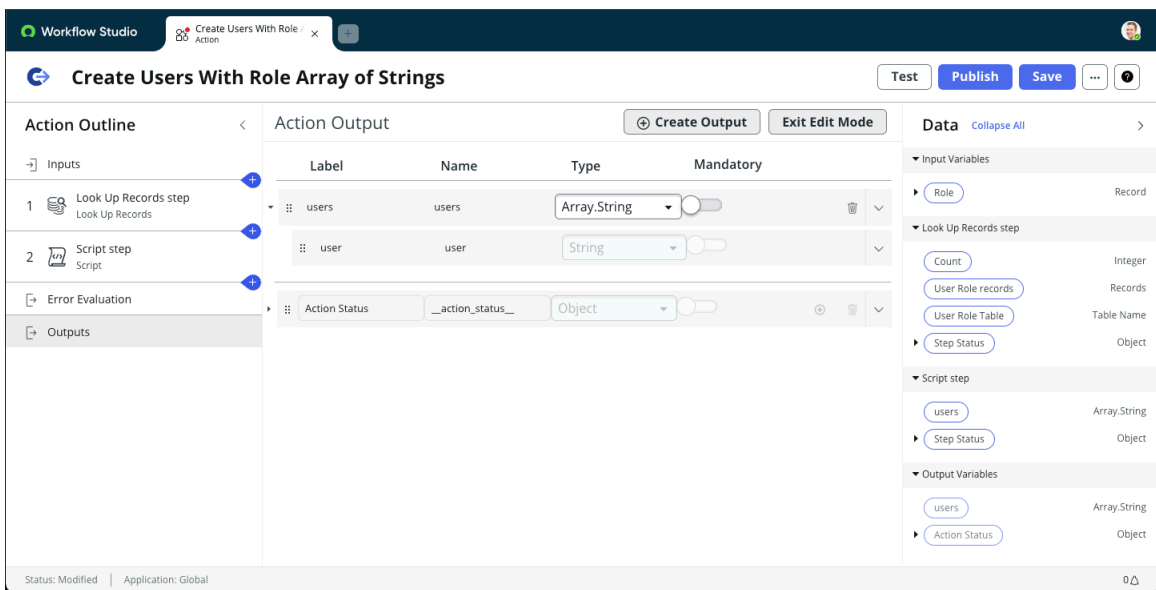 Workflow Studio
Create Users With Role /
Action
Create Users With Role Array of Strings
Test
Publish
Save
Action Outline
Inputs
1
Look Up Records step
Look Up Records
2
Script step
Script
Error Evaluation
Outputs
Action Output
Create Output
Exit Edit Mode
Label Name Type Mandatory
users users Array.String
user user String
Action Status __action_status__ Object
Data Collapse All
Input Variables
Role Record
Look Up Records step
Count Integer
User Role records Records
User Role Table Table Name
Step Status Object
Script step
users Array.String
Step Status Object
Output Variables
users Array.String
Action Status Object
Status: Modified | Application: Global
0